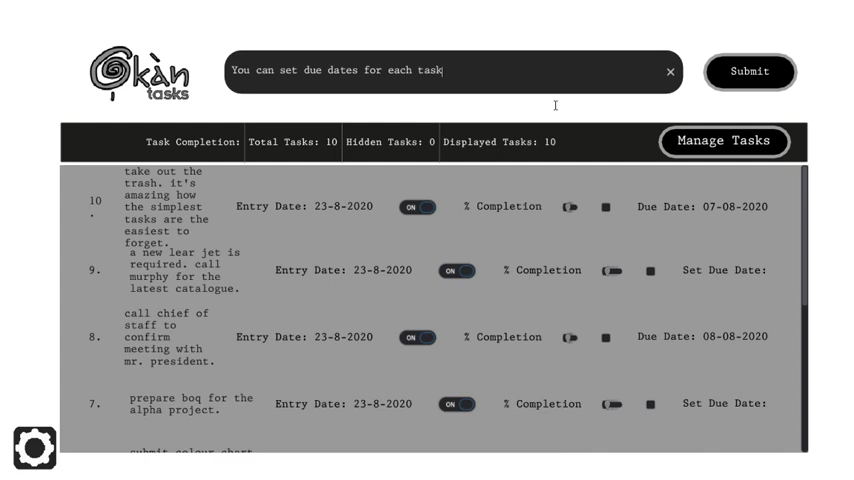 Okàn
tasks
You can set due dates for each task
Submit
Task Completion: Total Tasks: 10 Hidden Tasks: 0 Displayed Tasks: 10
Manage Tasks
10
.
take out the
trash. it's
amazing how
the simplest
tasks are the
easiest to
forget.
Entry Date: 23-8-2020 ON % Completion Due Date: 07-08-2020
9.
a new lear jet is
required. call
murphy for the
latest catalogue.
Entry Date: 23-8-2020 ON % Completion Set Due Date:
8.
call chief of
staff to
confirm
meeting with
mr. president.
Entry Date: 23-8-2020 ON % Completion Due Date: 08-08-2020
7.
prepare boq for the
alpha project.
Entry Date: 23-8-2020 ON % Completion Set Due Date:
submit colour chart